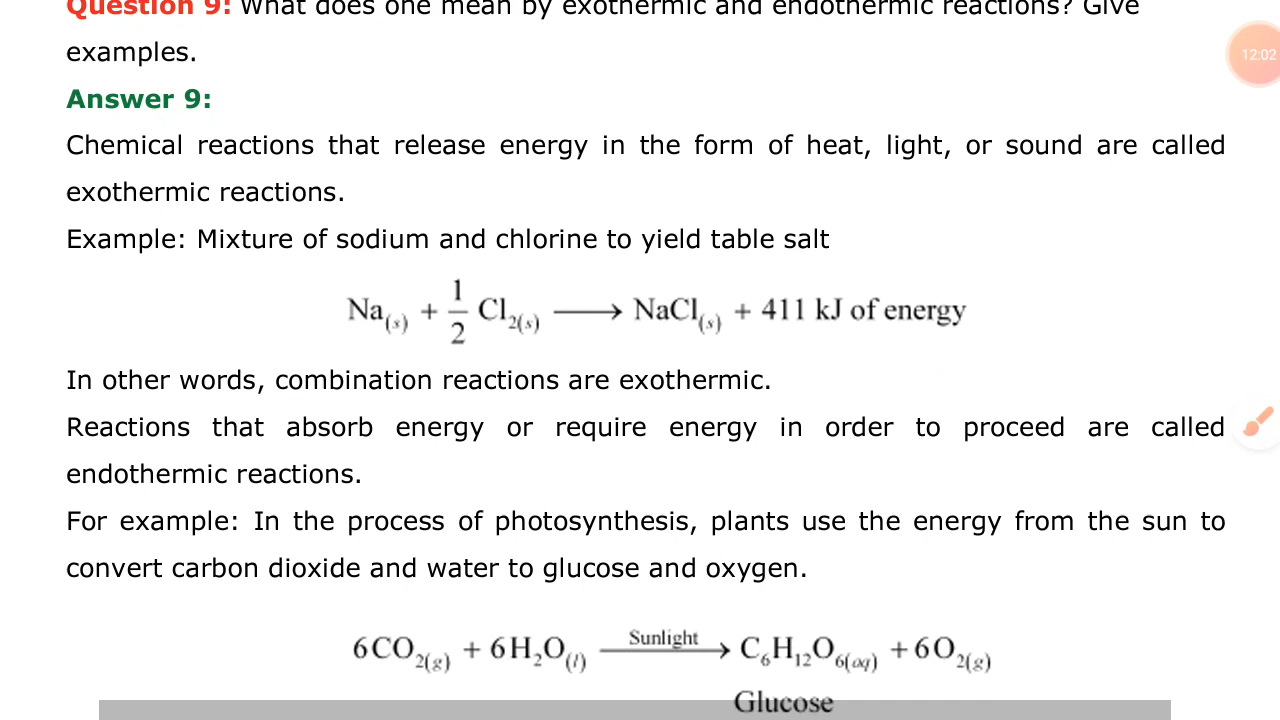 Question 9: What does one mean by exothermic and endothermic reactions? Give
examples.
12:02
Answer 9:
Chemical reactions that release energy in the form of heat, light, or sound are called
exothermic reactions.
Example: Mixture of sodium and chlorine to yield table salt
Na(s) + 1/2 Cl2(s) ⟶ NaCl(s) + 411 kJ of energy
In other words, combination reactions are exothermic.
Reactions that absorb energy or require energy in order to proceed are called
endothermic reactions.
For example: In the process of photosynthesis, plants use the energy from the sun to
convert carbon dioxide and water to glucose and oxygen.
6CO2(g) + 6H2O(l) —Sunlight→ C6H12O6(aq) + 6O2(g)
Glucose